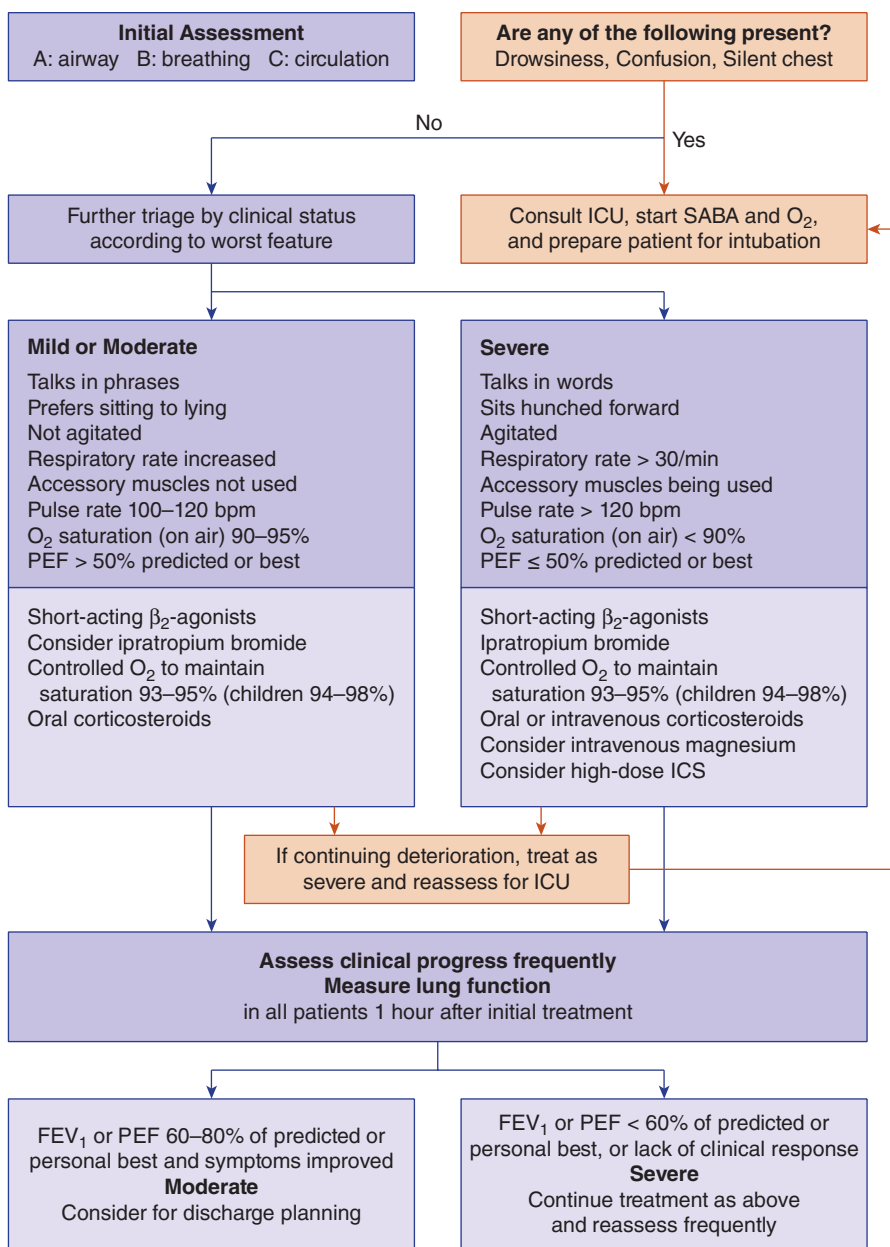 Initial Assessment
A: airway B: breathing C: circulation
Are any of the following present?
Drowsiness, Confusion, Silent chest
No
Yes
Further triage by clinical status
according to worst feature
Consult ICU, start SABA and O₂,
and prepare patient for intubation
Mild or Moderate
Talks in phrases
Prefers sitting to lying
Not agitated
Respiratory rate increased
Accessory muscles not used
Pulse rate 100–120 bpm
O₂ saturation (on air) 90–95%
PEF > 50% predicted or best
Short-acting β₂-agonists
Consider ipratropium bromide
Controlled O₂ to maintain
saturation 93–95% (children 94–98%)
Oral corticosteroids
Severe
Talks in words
Sits hunched forward
Agitated
Respiratory rate > 30/min
Accessory muscles being used
Pulse rate > 120 bpm
O₂ saturation (on air) < 90%
PEF ≤ 50% predicted or best
Short-acting β₂-agonists
Ipratropium bromide
Controlled O₂ to maintain
saturation 93–95% (children 94–98%)
Oral or intravenous corticosteroids
Consider intravenous magnesium
Consider high-dose ICS
If continuing deterioration, treat as
severe and reassess for ICU
Assess clinical progress frequently
Measure lung function
in all patients 1 hour after initial treatment
FEV₁ or PEF 60–80% of predicted or
personal best and symptoms improved
Moderate
Consider for discharge planning
FEV₁ or PEF < 60% of predicted or
personal best, or lack of clinical response
Severe
Continue treatment as above
and reassess frequently